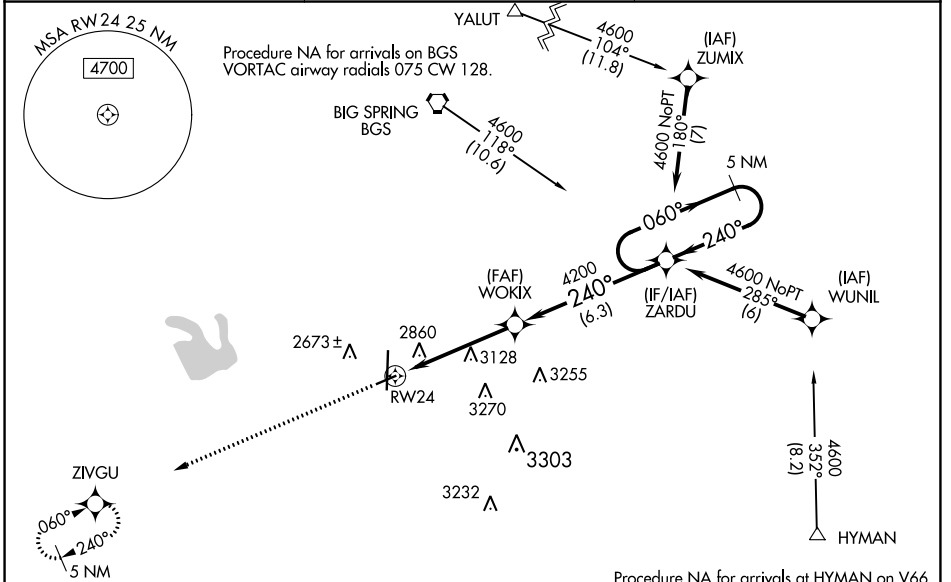 MSA RW24 25 NM
4700
Procedure NA for arrivals on BGS
VORTAC airway radials 075 CW 128.
YALUT
4600
104°
(11.8)
(IAF)
ZUMIX
BIG SPRING
BGS
4600
118°
(10.6)
4600 NoPT
180°
(7)
5 NM
060°
240°
(FAF)
WOKIX
4200
240°
(6.3)
(IF/IAF)
ZARDU
4600 NoPT
285°
(6)
(IAF)
WUNIL
2673±
2860
3128
3255
RW24
3270
3303
3232
4600
352°
(8.2)
HYMAN
ZIVGU
060°
240°
5 NM
Procedure NA for arrivals at HYMAN on V66